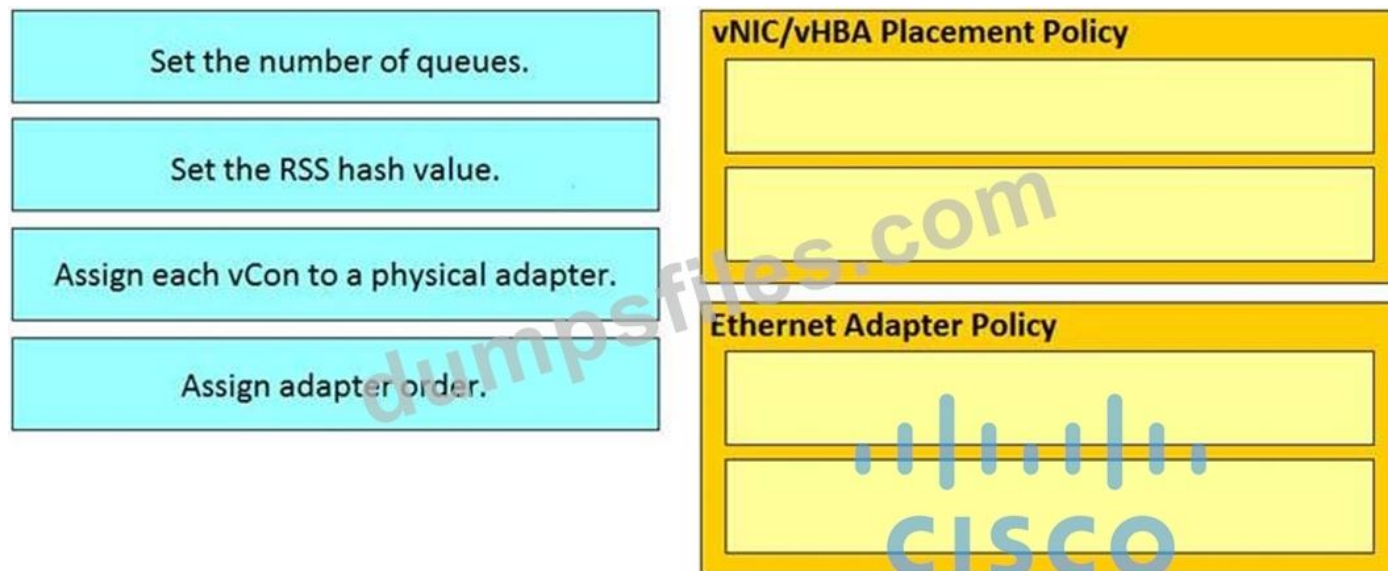 Set the number of queues.
Set the RSS hash value.
Assign each vCon to a physical adapter.
Assign adapter order.
vNIC/vHBA Placement Policy
Ethernet Adapter Policy
dumpsfiles.com
CISCO